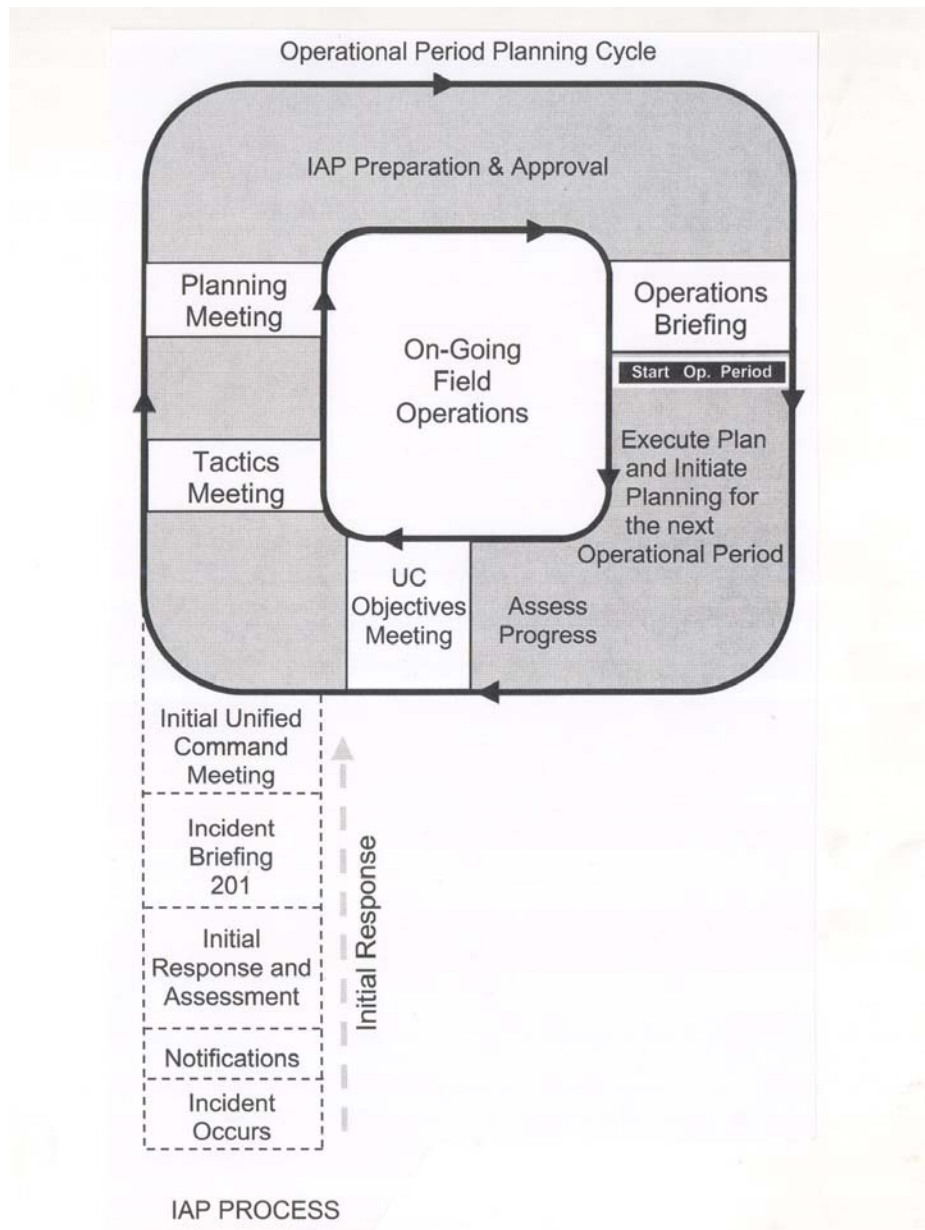 Operational Period Planning Cycle
IAP Preparation & Approval
Planning
Meeting
Operations
Briefing
Start Op. Period
On-Going
Field
Operations
Tactics
Meeting
Execute Plan
and Initiate
Planning for
the next
Operational Period
UC
Objectives
Meeting
Assess
Progress
Initial Unified
Command
Meeting
Incident
Briefing
201
Initial
Response and
Assessment
Notifications
Incident
Occurs
Initial Response
IAP PROCESS